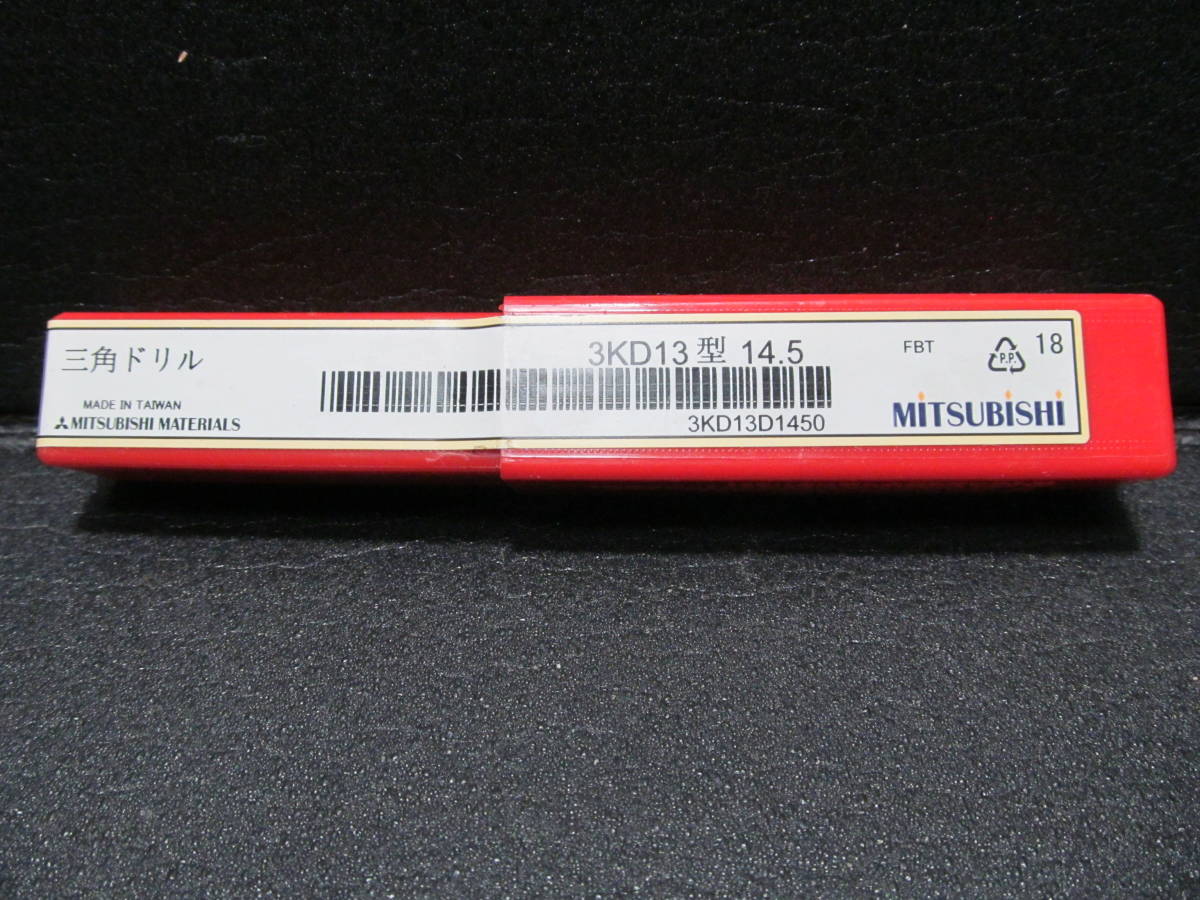 三角ドリル
MADE IN TAIWAN
MITSUBISHI MATERIALS
3KD13型 14.5
3KD13D1450
FBT
P.P.
18
MITSUBISHI